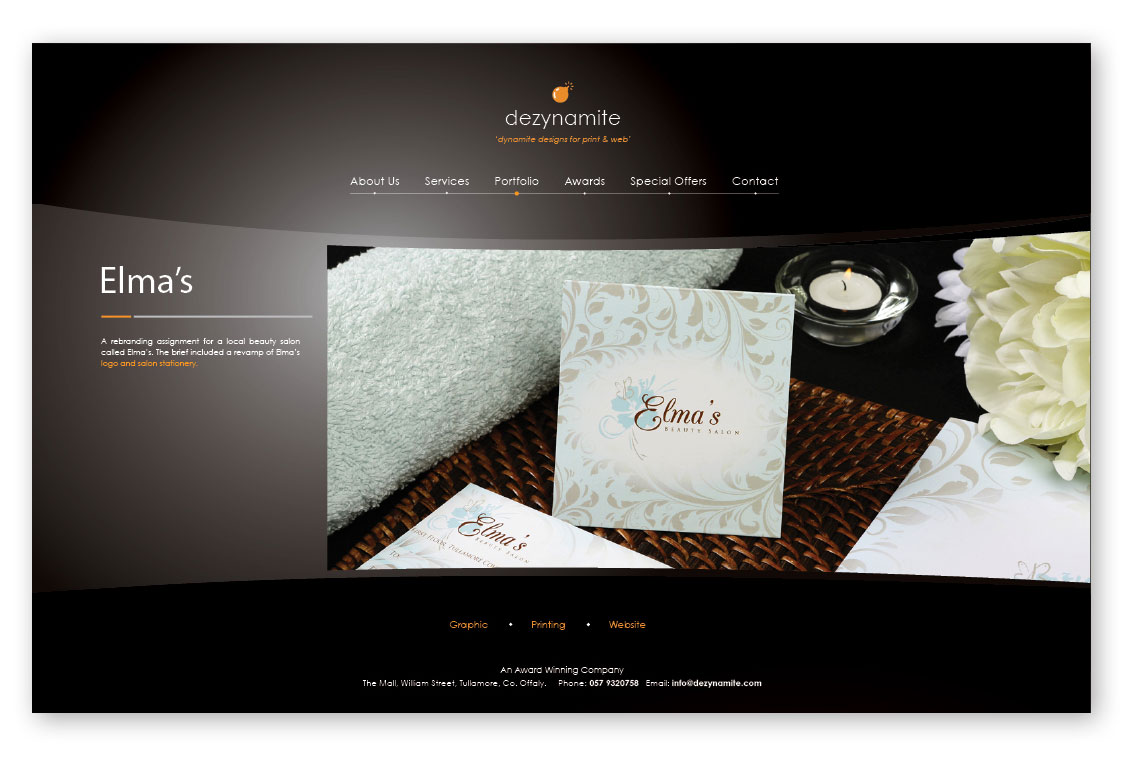 dezynamite
'dynamite designs for print & web'
About Us Services Portfolio Awards Special Offers Contact
Elma's
A rebranding assignment for a local beauty salon
called Elma's. The brief included a revamp of Elma's
logo and salon stationery.
Elma's
BEAUTY SALON
Elma's
BEAUTY SALON
FLOOR, TULLAMORE
Graphic • Printing • Website
An Award Winning Company
The Mall, William Street, Tullamore, Co. Offaly. Phone: 057 9320758 Email: info@dezynamite.com